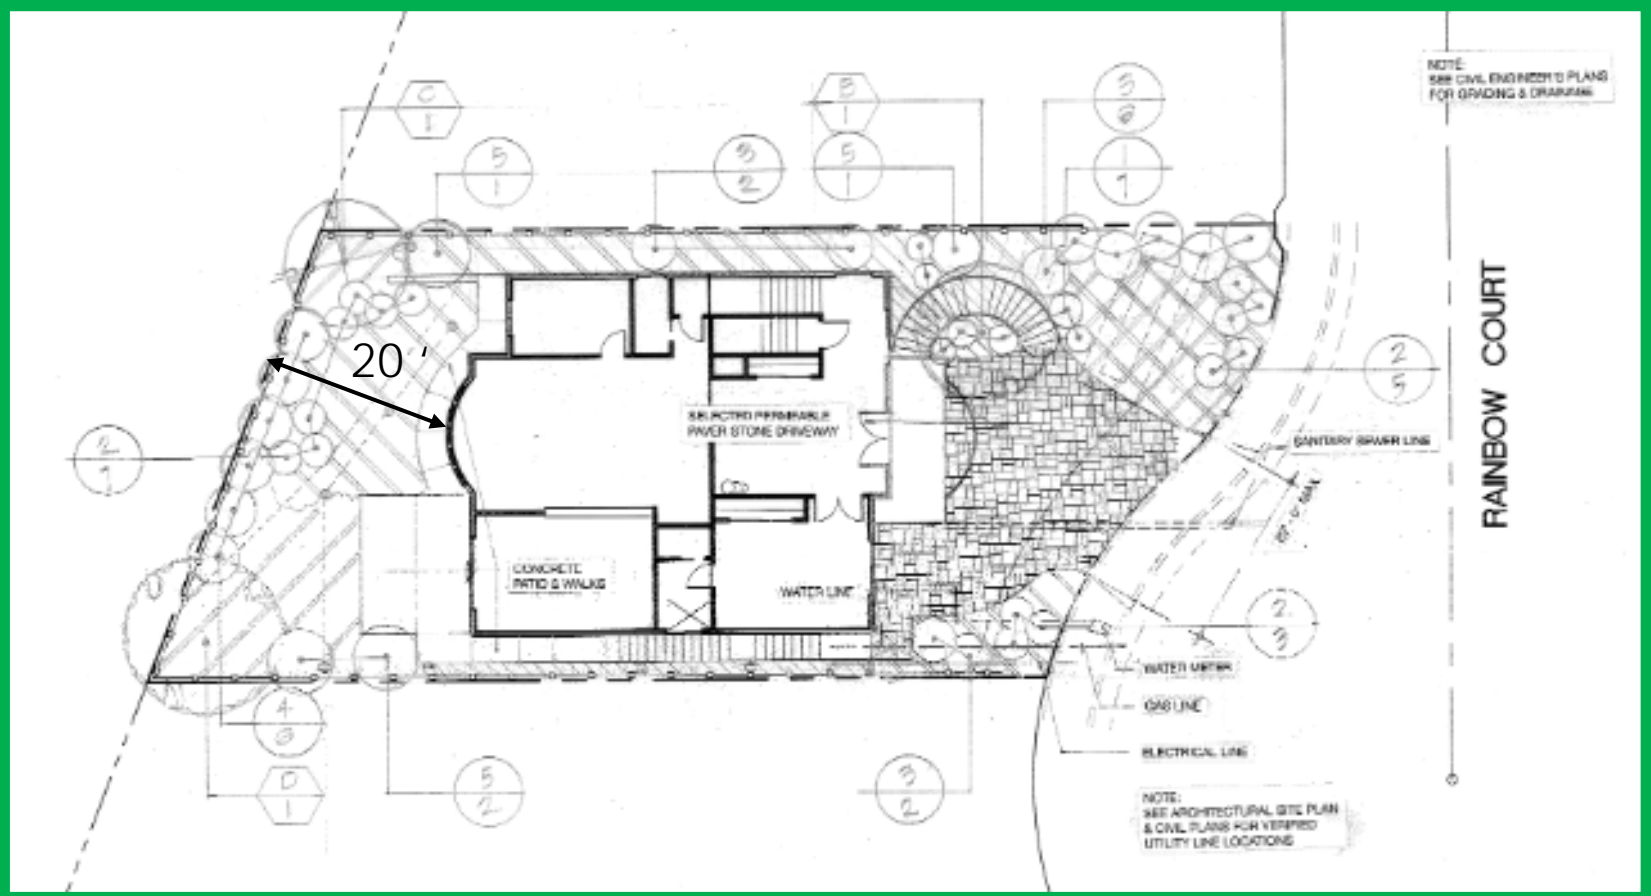 NOTE:
SEE CIVIL ENGINEER'S PLANS
FOR GRADING & DRAINAGE
C
1
B
1
5
6
5
1
3
2
5
1
1
7
RAINBOW COURT
20 '
2
5
SELECTED PERMEABLE
PAVER STONE DRIVEWAY
SANITARY SEWER LINE
2
7
MAX
CONCRETE
PATIO & WALKS
WATER LINE
2
3
WATER METER
GAS LINE
4
6
ELECTRICAL LINE
D
1
5
2
3
2
NOTE:
SEE ARCHITECTURAL SITE PLAN
& CIVIL PLANS FOR VERIFIED
UTILITY LINE LOCATIONS